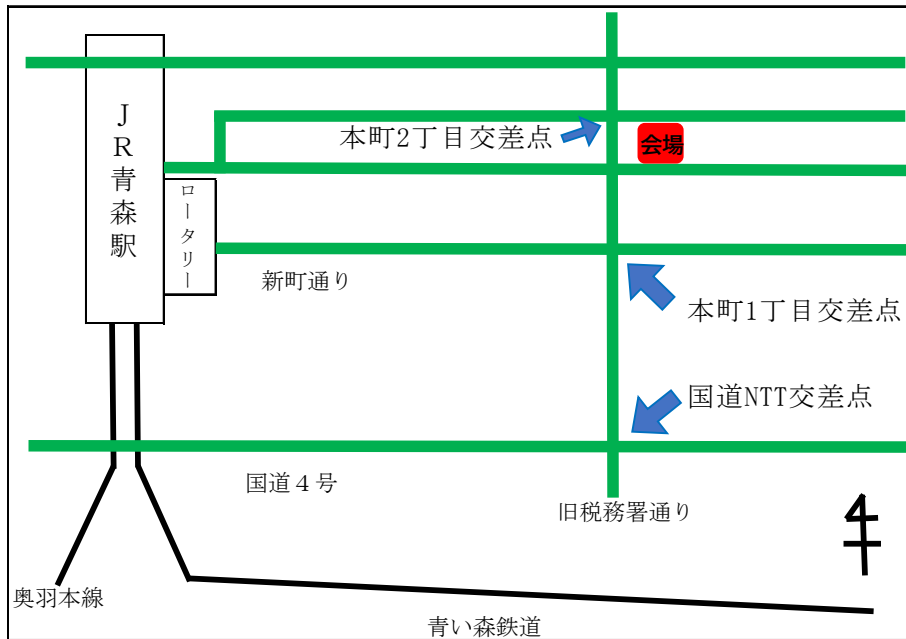 JR青森駅
ロータリー
本町2丁目交差点
会場
新町通り
本町1丁目交差点
国道NTT交差点
国道４号
旧税務署通り
奥羽本線
青い森鉄道